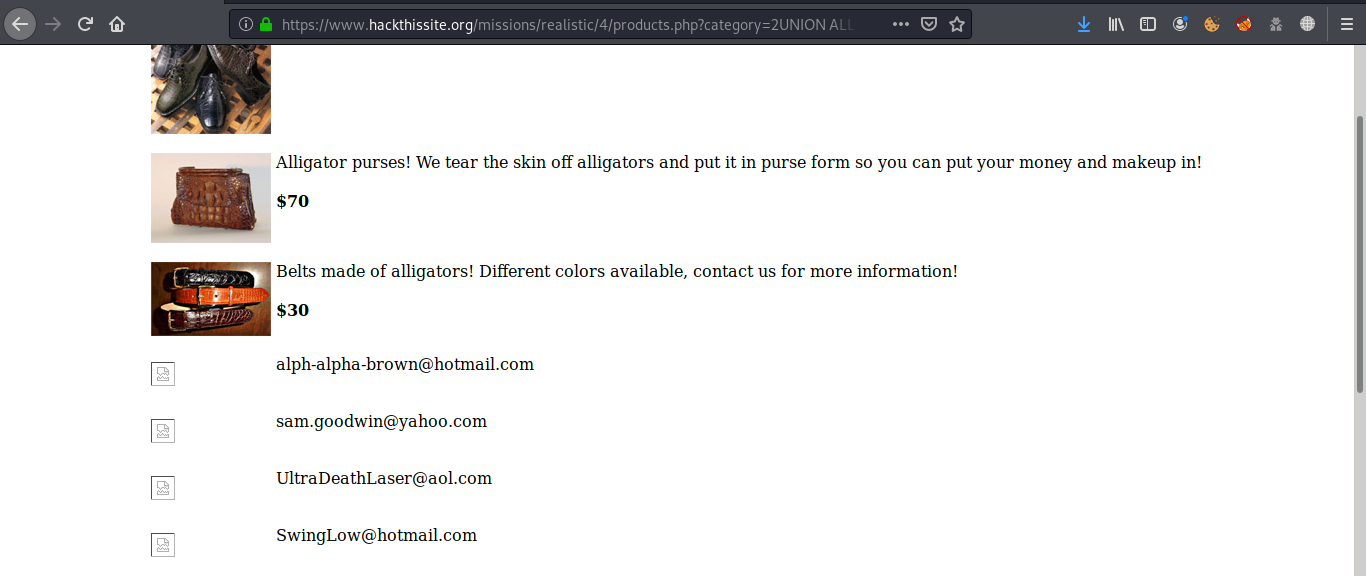 https://www.hackthissite.org/missions/realistic/4/products.php?category=2UNION ALL
Alligator purses! We tear the skin off alligators and put it in purse form so you can put your money and makeup in!
$70
Belts made of alligators! Different colors available, contact us for more information!
$30
alph-alpha-brown@hotmail.com
sam.goodwin@yahoo.com
UltraDeathLaser@aol.com
SwingLow@hotmail.com